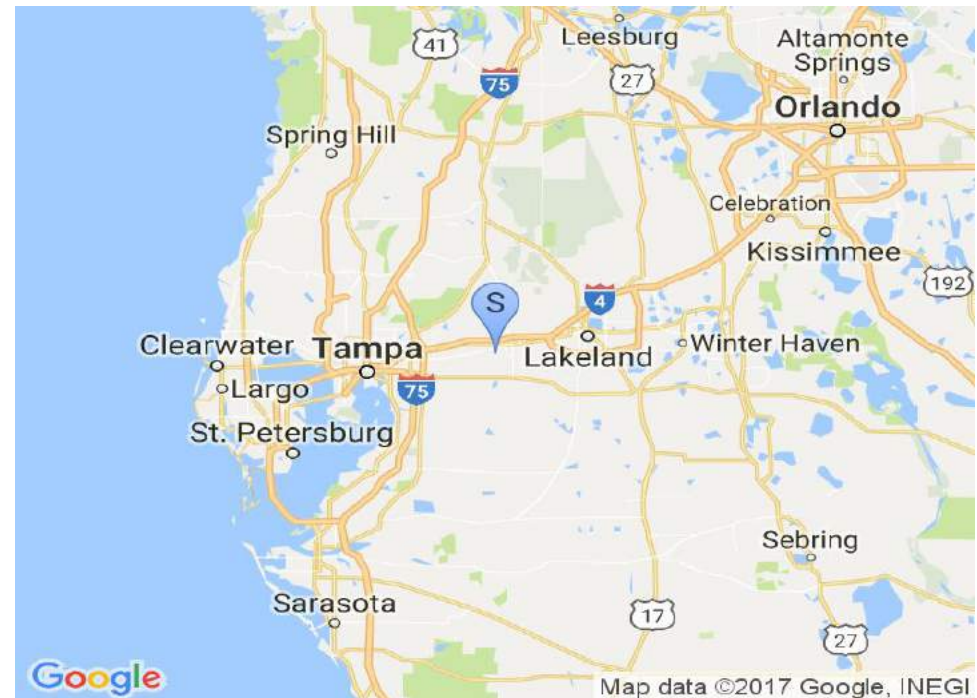 Leesburg
41
Altamonte
Springs
75
27
Orlando
Spring Hill
Celebration
Kissimmee
192
S
4
Clearwater
Tampa
Lakeland
Winter Haven
Largo
75
St. Petersburg
Sebring
Sarasota
17
27
Google
Map data ©2017 Google, INEGI